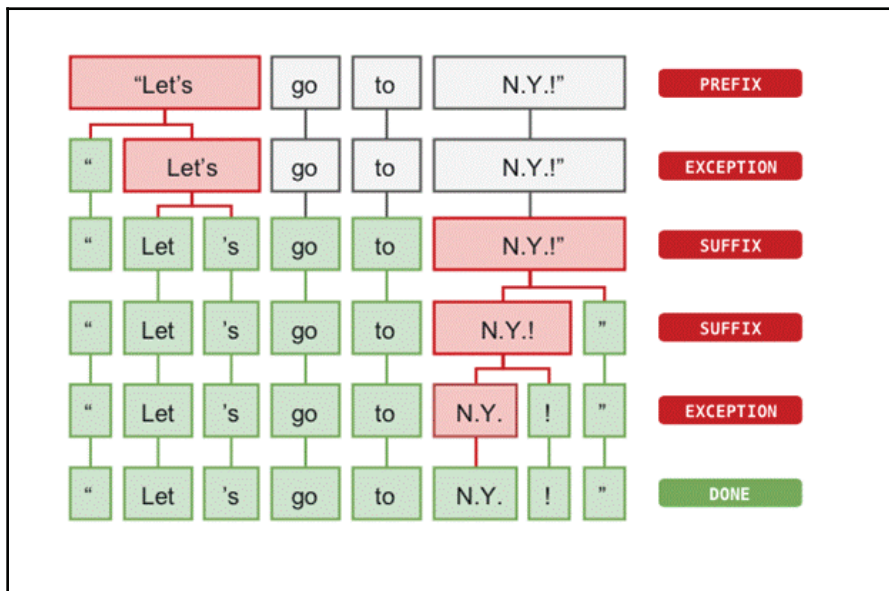 “Let’s go to N.Y.!” PREFIX
“ Let’s go to N.Y.!” EXCEPTION
“ Let ’s go to N.Y.!” SUFFIX
“ Let ’s go to N.Y.! ” SUFFIX
“ Let ’s go to N.Y. ! ” EXCEPTION
“ Let ’s go to N.Y. ! ” DONE